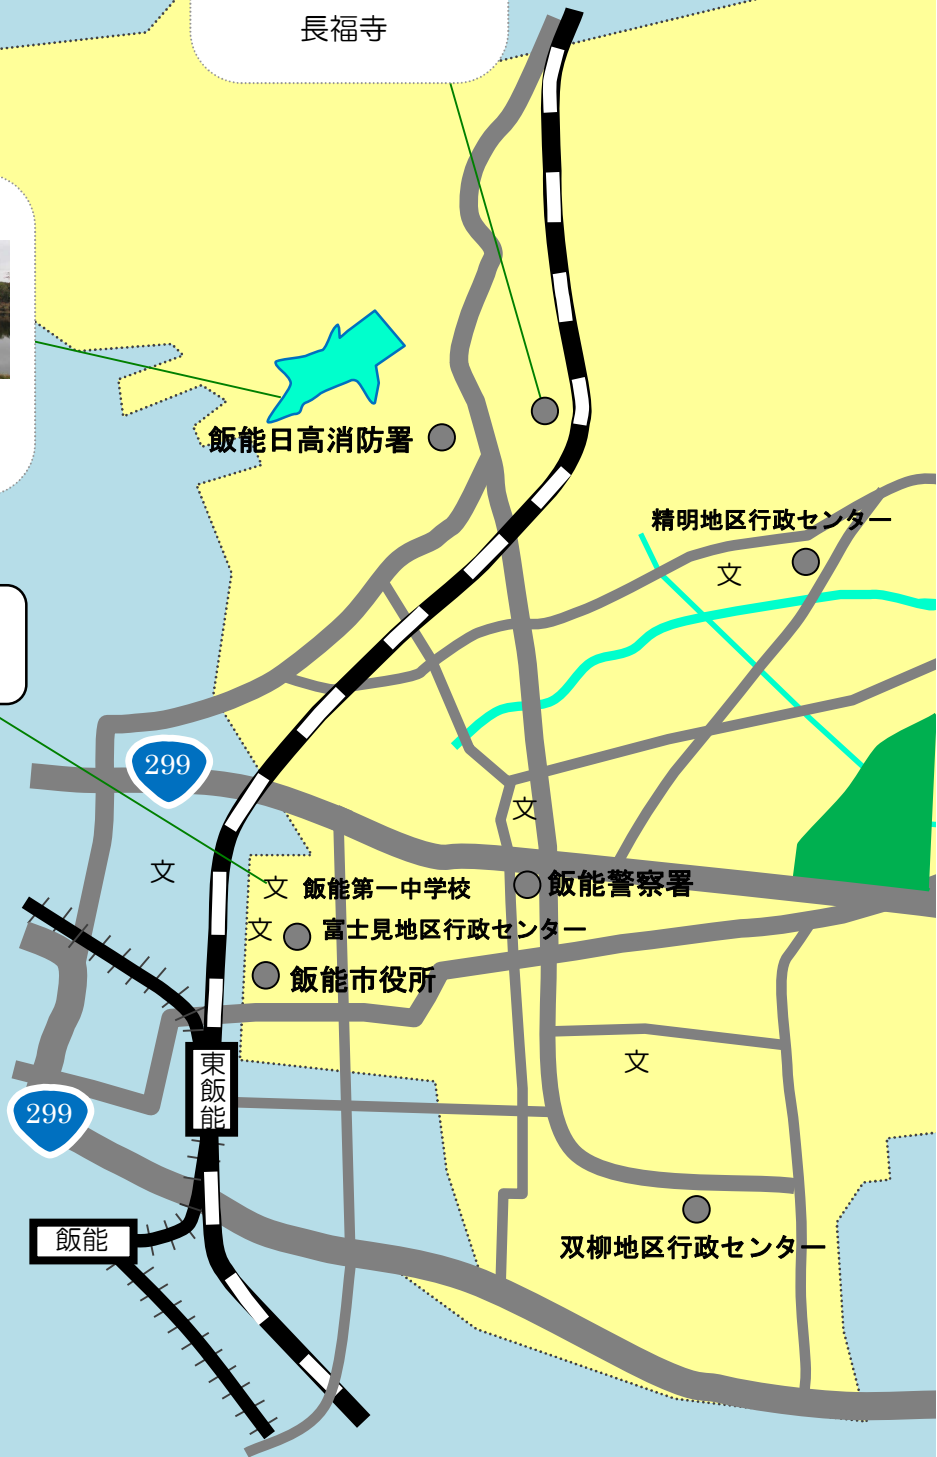 長福寺
飯能日高消防署
精明地区行政センター
文
299
文
文
文 飯能第一中学校
飯能警察署
文
富士見地区行政センター
飯能市役所
東飯能
文
299
飯能
双柳地区行政センター